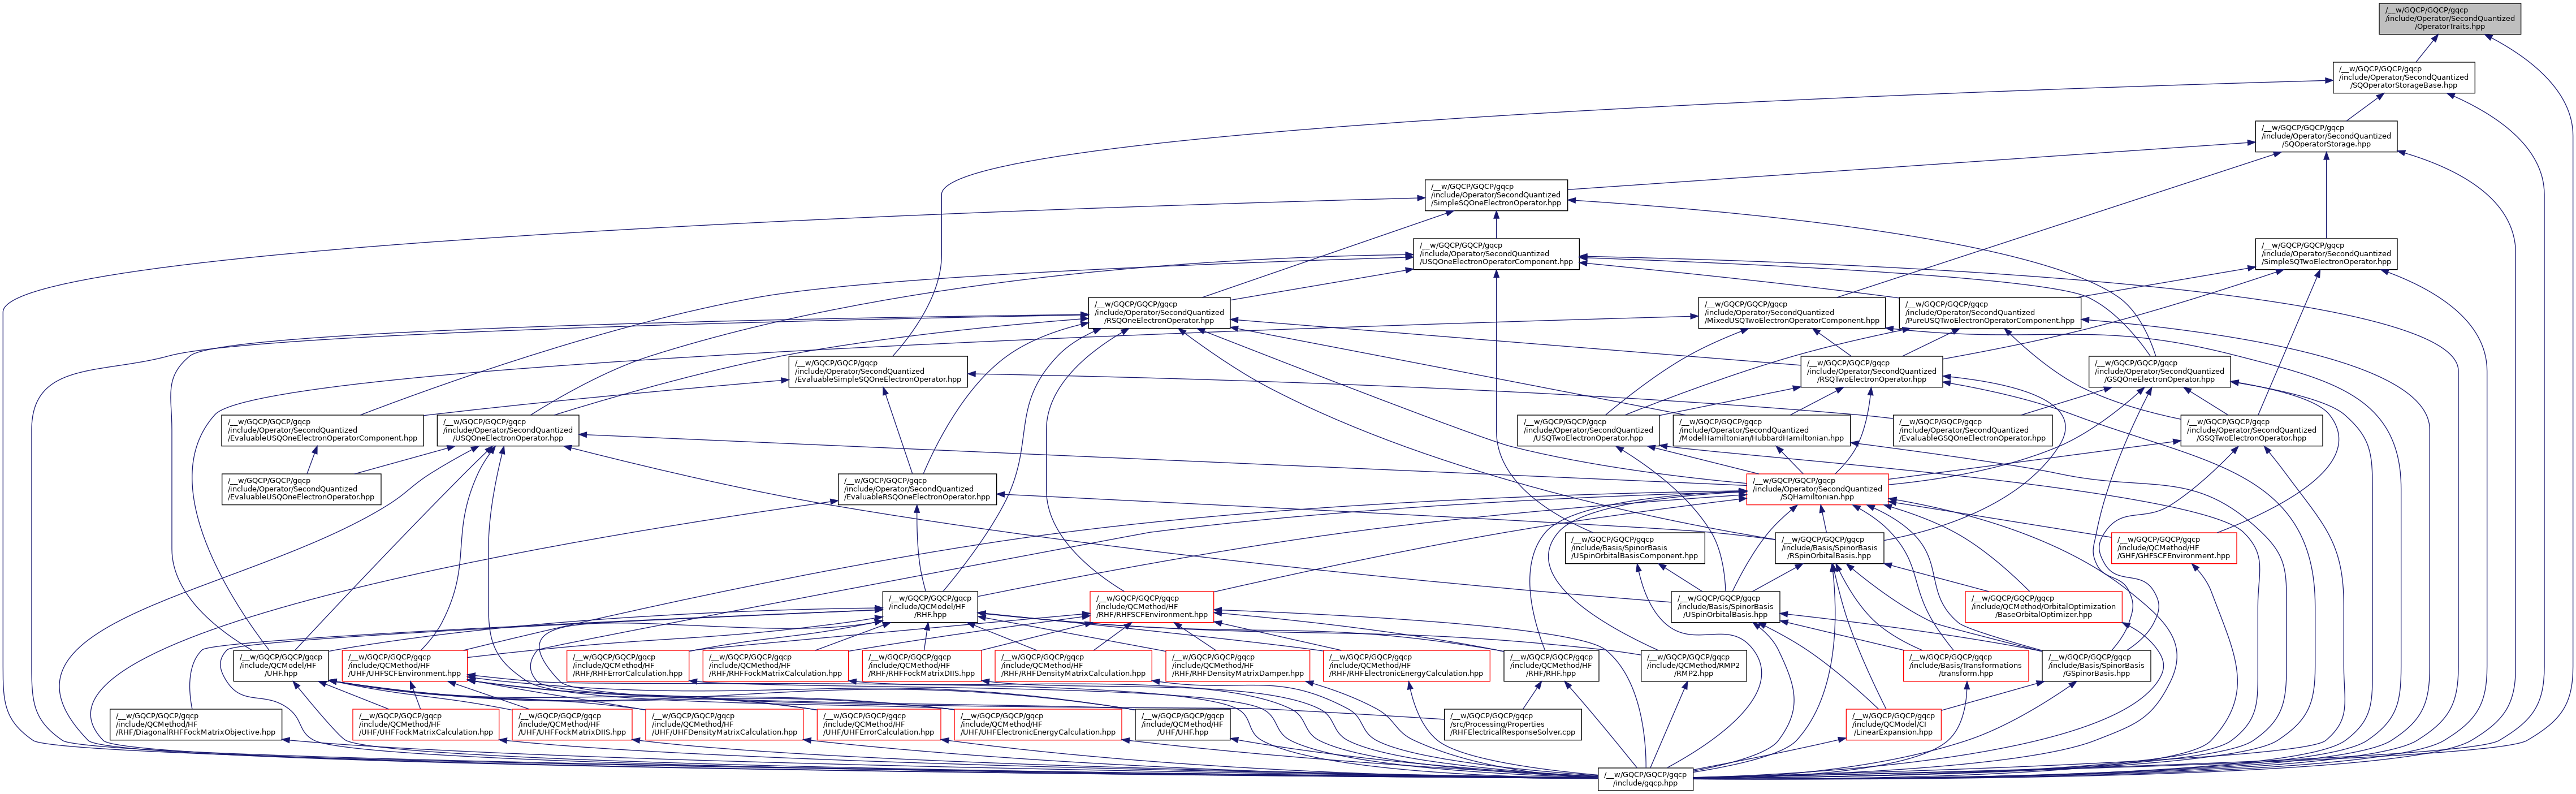 /__w/GQCP/GQCP/gqcp
/include/Operator/SecondQuantized
/OperatorTraits.hpp
/__w/GQCP/GQCP/gqcp
/include/Operator/SecondQuantized
/SQOperatorStorageBase.hpp
/__w/GQCP/GQCP/gqcp
/include/Operator/SecondQuantized
/SQOperatorStorage.hpp
/__w/GQCP/GQCP/gqcp
/include/Operator/SecondQuantized
/SimpleSQOneElectronOperator.hpp
/__w/GQCP/GQCP/gqcp
/include/Operator/SecondQuantized
/USQOneElectronOperatorComponent.hpp
/__w/GQCP/GQCP/gqcp
/include/Operator/SecondQuantized
/SimpleSQTwoElectronOperator.hpp
/__w/GQCP/GQCP/gqcp
/include/Operator/SecondQuantized
/RSQOneElectronOperator.hpp
/__w/GQCP/GQCP/gqcp
/include/Operator/SecondQuantized
/MixedUSQTwoElectronOperatorComponent.hpp
/__w/GQCP/GQCP/gqcp
/include/Operator/SecondQuantized
/PureUSQTwoElectronOperatorComponent.hpp
/__w/GQCP/GQCP/gqcp
/include/Operator/SecondQuantized
/EvaluableSimpleSQOneElectronOperator.hpp
/__w/GQCP/GQCP/gqcp
/include/Operator/SecondQuantized
/RSQTwoElectronOperator.hpp
/__w/GQCP/GQCP/gqcp
/include/Operator/SecondQuantized
/GSQOneElectronOperator.hpp
/__w/GQCP/GQCP/gqcp
/include/Operator/SecondQuantized
/EvaluableUSQOneElectronOperatorComponent.hpp
/__w/GQCP/GQCP/gqcp
/include/Operator/SecondQuantized
/USQOneElectronOperator.hpp
/__w/GQCP/GQCP/gqcp
/include/Operator/SecondQuantized
/USQTwoElectronOperator.hpp
/__w/GQCP/GQCP/gqcp
/include/Operator/SecondQuantized
/ModelHamiltonian/HubbardHamiltonian.hpp
/__w/GQCP/GQCP/gqcp
/include/Operator/SecondQuantized
/EvaluableGSQOneElectronOperator.hpp
/__w/GQCP/GQCP/gqcp
/include/Operator/SecondQuantized
/GSQTwoElectronOperator.hpp
/__w/GQCP/GQCP/gqcp
/include/Operator/SecondQuantized
/EvaluableUSQOneElectronOperator.hpp
/__w/GQCP/GQCP/gqcp
/include/Operator/SecondQuantized
/EvaluableRSQOneElectronOperator.hpp
/__w/GQCP/GQCP/gqcp
/include/Operator/SecondQuantized
/SQHamiltonian.hpp
/__w/GQCP/GQCP/gqcp
/include/Basis/SpinorBasis
/USpinOrbitalBasisComponent.hpp
/__w/GQCP/GQCP/gqcp
/include/Basis/SpinorBasis
/RSpinOrbitalBasis.hpp
/__w/GQCP/GQCP/gqcp
/include/QCMethod/HF
/GHF/GHFSCFEnvironment.hpp
/__w/GQCP/GQCP/gqcp
/include/QCModel/HF
/RHF.hpp
/__w/GQCP/GQCP/gqcp
/include/QCMethod/HF
/RHF/RHFSCFEnvironment.hpp
/__w/GQCP/GQCP/gqcp
/include/Basis/SpinorBasis
/USpinOrbitalBasis.hpp
/__w/GQCP/GQCP/gqcp
/include/QCMethod/OrbitalOptimization
/BaseOrbitalOptimizer.hpp
/__w/GQCP/GQCP/gqcp
/include/QCModel/HF
/UHF.hpp
/__w/GQCP/GQCP/gqcp
/include/QCMethod/HF
/UHF/UHFSCFEnvironment.hpp
/__w/GQCP/GQCP/gqcp
/include/QCMethod/HF
/RHF/RHFErrorCalculation.hpp
/__w/GQCP/GQCP/gqcp
/include/QCMethod/HF
/RHF/RHFFockMatrixCalculation.hpp
/__w/GQCP/GQCP/gqcp
/include/QCMethod/HF
/RHF/RHFFockMatrixDIIS.hpp
/__w/GQCP/GQCP/gqcp
/include/QCMethod/HF
/RHF/RHFDensityMatrixCalculation.hpp
/__w/GQCP/GQCP/gqcp
/include/QCMethod/HF
/RHF/RHFDensityMatrixDamper.hpp
/__w/GQCP/GQCP/gqcp
/include/QCMethod/HF
/RHF/RHFElectronicEnergyCalculation.hpp
/__w/GQCP/GQCP/gqcp
/include/QCMethod/HF
/RHF/RHF.hpp
/__w/GQCP/GQCP/gqcp
/include/QCMethod/RMP2
/RMP2.hpp
/__w/GQCP/GQCP/gqcp
/include/Basis/Transformations
/transform.hpp
/__w/GQCP/GQCP/gqcp
/include/Basis/SpinorBasis
/GSpinorBasis.hpp
/__w/GQCP/GQCP/gqcp
/include/QCMethod/HF
/RHF/DiagonalRHFFockMatrixObjective.hpp
/__w/GQCP/GQCP/gqcp
/include/QCMethod/HF
/UHF/UHFFockMatrixCalculation.hpp
/__w/GQCP/GQCP/gqcp
/include/QCMethod/HF
/UHF/UHFFockMatrixDIIS.hpp
/__w/GQCP/GQCP/gqcp
/include/QCMethod/HF
/UHF/UHFDensityMatrixCalculation.hpp
/__w/GQCP/GQCP/gqcp
/include/QCMethod/HF
/UHF/UHFErrorCalculation.hpp
/__w/GQCP/GQCP/gqcp
/include/QCMethod/HF
/UHF/UHFElectronicEnergyCalculation.hpp
/__w/GQCP/GQCP/gqcp
/include/QCMethod/HF
/UHF/UHF.hpp
/__w/GQCP/GQCP/gqcp
/src/Processing/Properties
/RHFElectricalResponseSolver.cpp
/__w/GQCP/GQCP/gqcp
/include/QCModel/CI
/LinearExpansion.hpp
/__w/GQCP/GQCP/gqcp
/include/gqcp.hpp